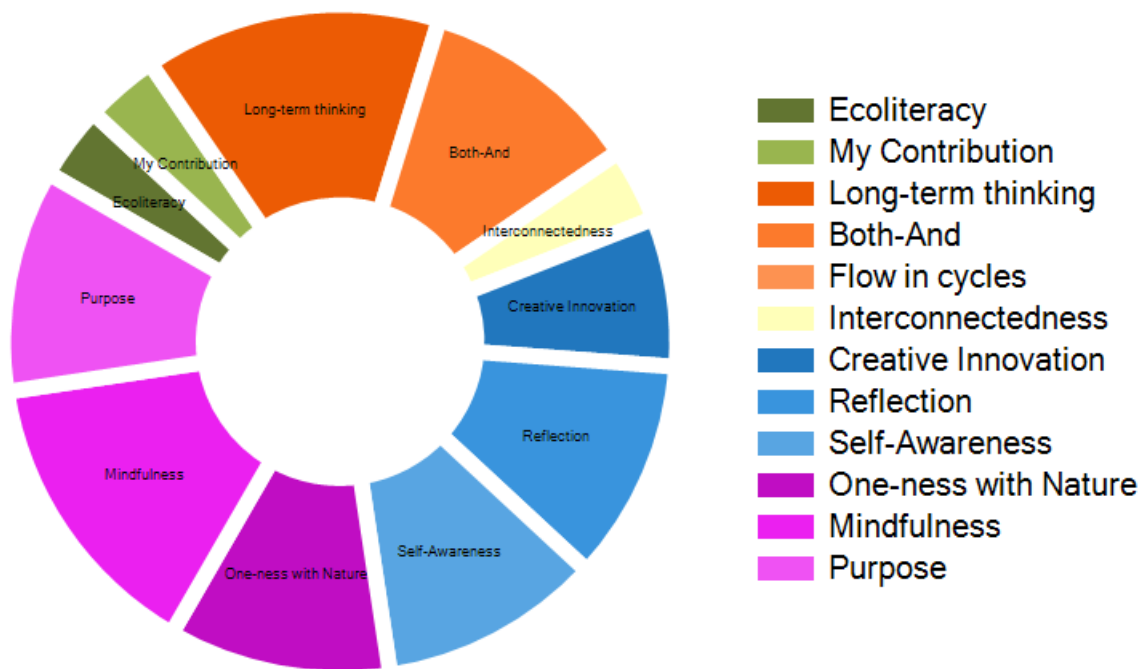 Long-term thinking
Both-And
My Contribution
Ecoliteracy
Interconnectedness
Purpose
Creative Innovation
Reflection
Mindfulness
Self-Awareness
One-ness with Nature
Ecoliteracy
My Contribution
Long-term thinking
Both-And
Flow in cycles
Interconnectedness
Creative Innovation
Reflection
Self-Awareness
One-ness with Nature
Mindfulness
Purpose